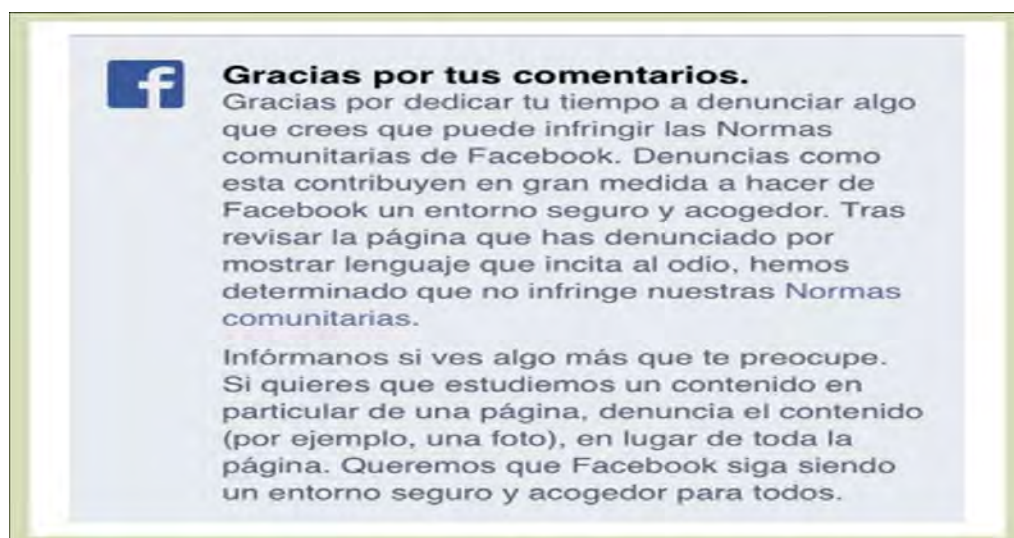 Gracias por tus comentarios.
Gracias por dedicar tu tiempo a denunciar algo
que crees que puede infringir las Normas
comunitarias de Facebook. Denuncias como
esta contribuyen en gran medida a hacer de
Facebook un entorno seguro y acogedor. Tras
revisar la página que has denunciado por
mostrar lenguaje que incita al odio, hemos
determinado que no infringe nuestras Normas
comunitarias.
Infórmanos si ves algo más que te preocupe.
Si quieres que estudiemos un contenido en
particular de una página, denuncia el contenido
(por ejemplo, una foto), en lugar de toda la
página. Queremos que Facebook siga siendo
un entorno seguro y acogedor para todos.